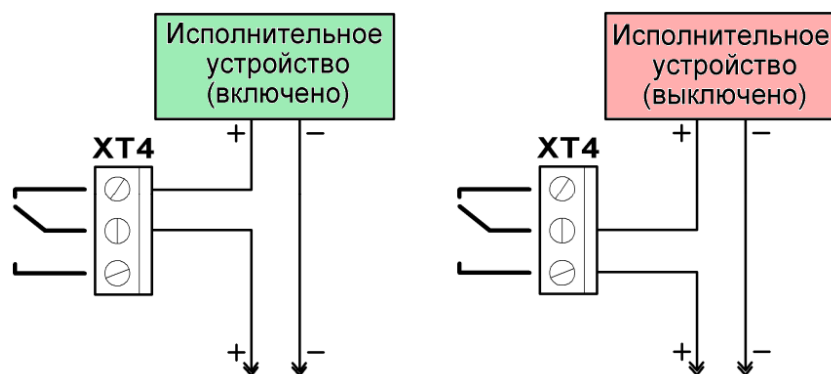 Исполнительное
устройство
(включено)
+ –
XT4
+ –
Исполнительное
устройство
(выключено)
+ –
XT4
+ –